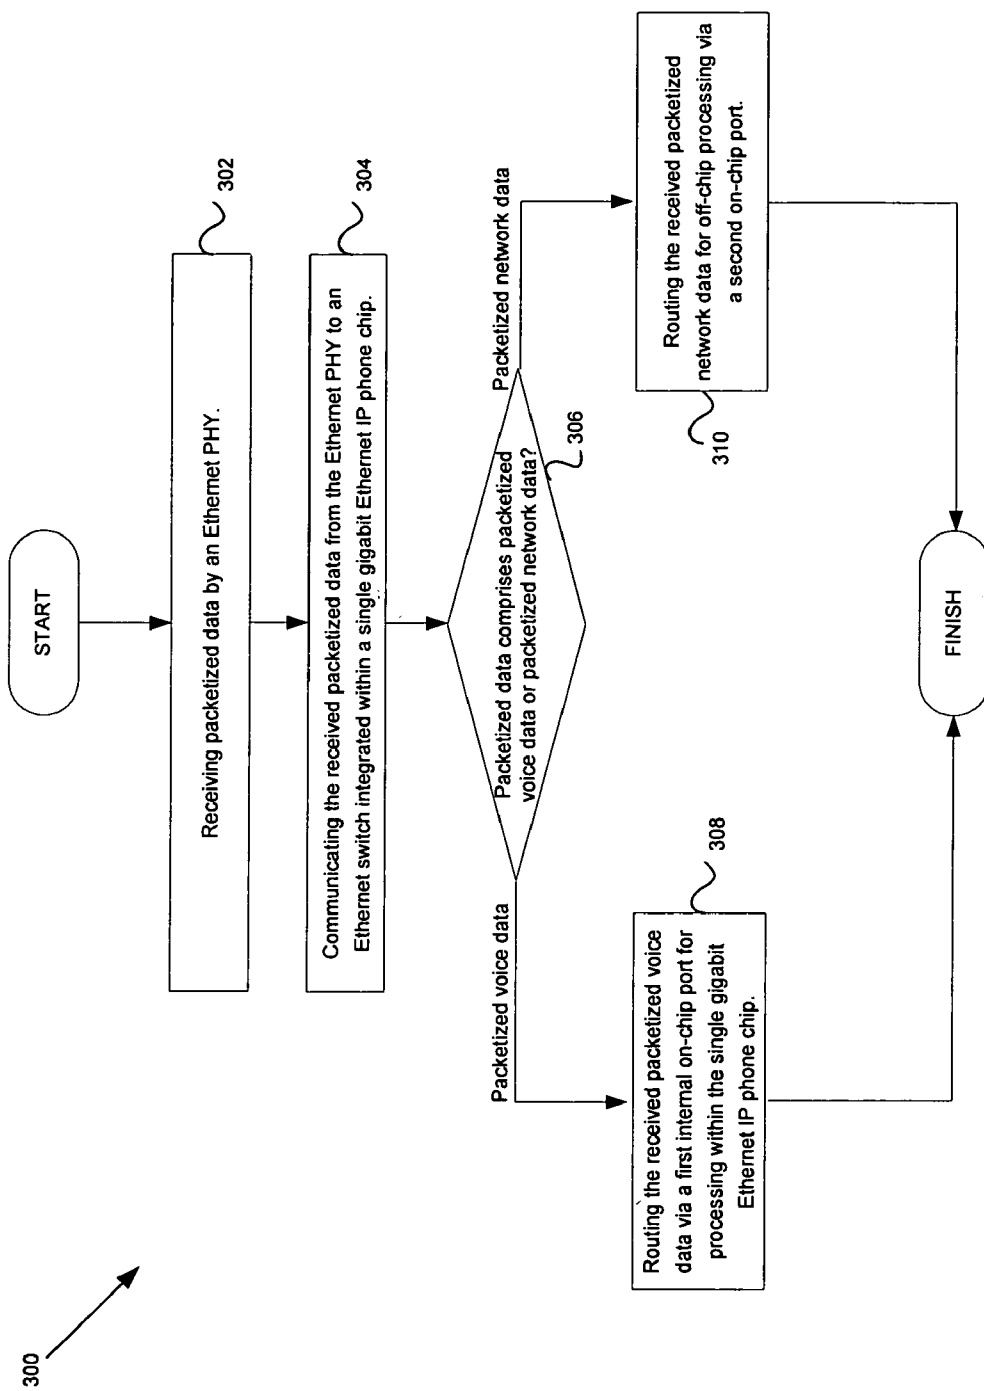 300
START
Receiving packetized data by an Ethernet PHY.
302
Communicating the received packetized data from the Ethernet PHY to an
Ethernet switch integrated within a single gigabit Ethernet IP phone chip.
304
Packetized data comprises packetized
voice data or packetized network data?
306
Packetized voice data
Packetized network data
Routing the received packetized voice
data via a first internal on-chip port for
processing within the single gigabit
Ethernet IP phone chip.
308
Routing the received packetized
network data for off-chip processing via
a second on-chip port.
310
FINISH